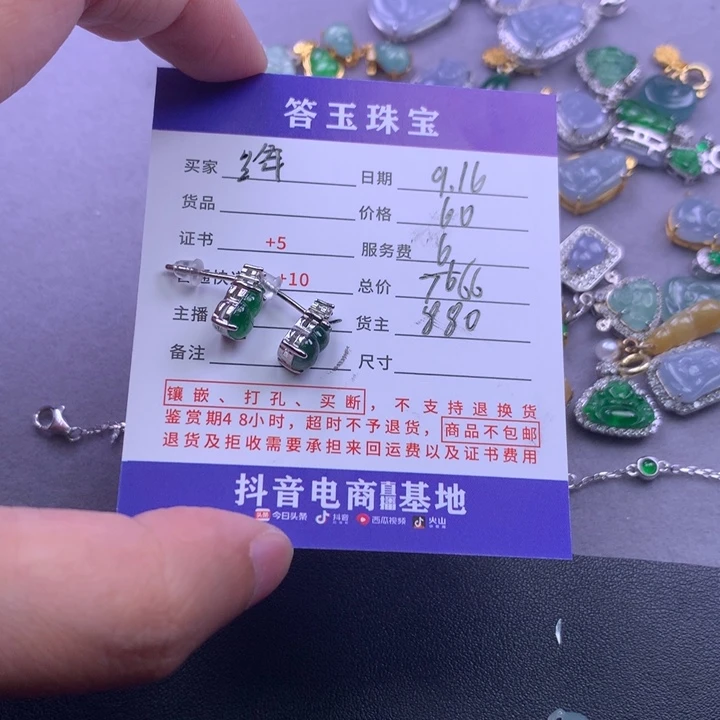 答玉珠宝
买家 日期 9.16
货品 价格 60
证书 +5 服务费 6
+10 总价 766
主播 货主 880
备注 尺寸
镶嵌、打孔、买断，不支持退换货
鉴赏期48小时，超时不予退货，商品不包邮
退货及拒收需要承担来回运费以及证书费用
抖音电商直播基地
头条 今日头条 抖音 西瓜视频 火山